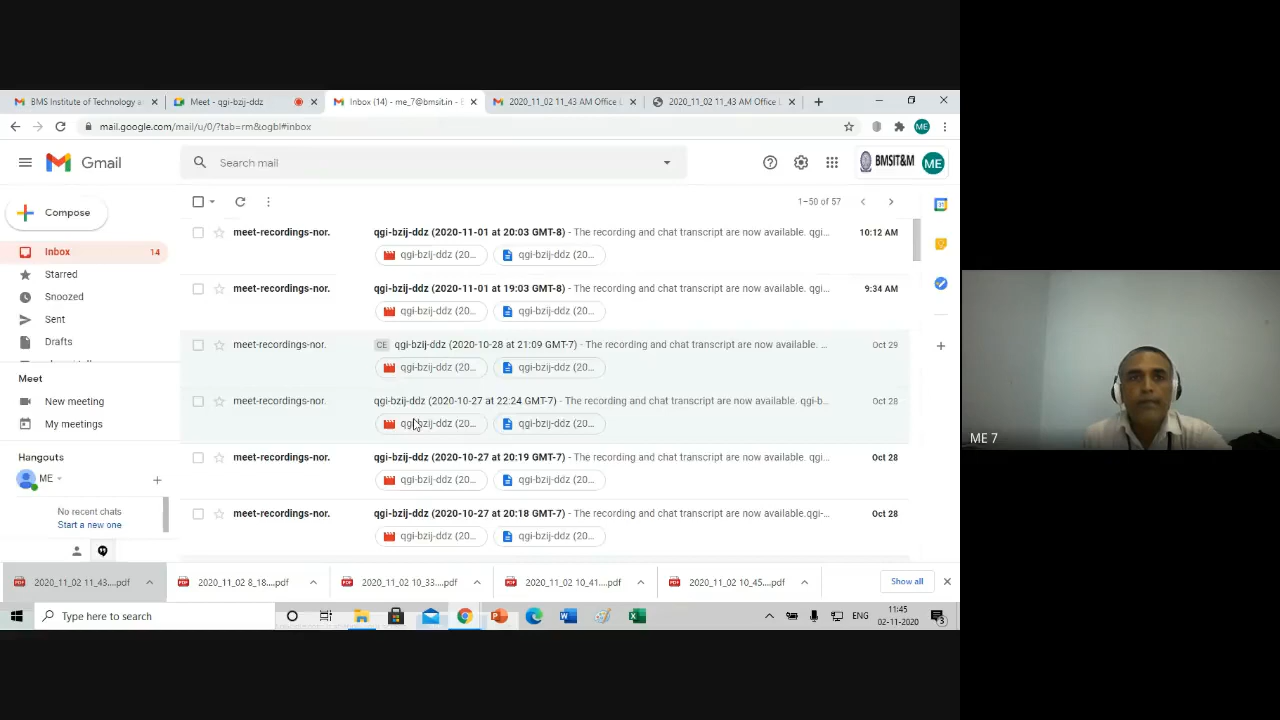 BMS Institute of Technology a
Meet - qgi-bzij-ddz
Inbox (14) - me_7@bmsit.in - B
2020_11_02 11_43 AM Office L
2020_11_02 11_43 AM Office L
mail.google.com/mail/u/0/?tab=rm&ogbl#inbox
ME
Gmail
Search mail
BMSIT&M
ME
Compose
1–50 of 57
Inbox 14
Starred
Snoozed
Sent
Drafts
Meet
New meeting
My meetings
Hangouts
ME
No recent chats
Start a new one
meet-recordings-nor. qgi-bzij-ddz (2020-11-01 at 20:03 GMT-8) - The recording and chat transcript are now available. qgi... 10:12 AM
qgi-bzij-ddz (20... qgi-bzij-ddz (20...
meet-recordings-nor. qgi-bzij-ddz (2020-11-01 at 19:03 GMT-8) - The recording and chat transcript are now available. qgi... 9:34 AM
qgi-bzij-ddz (20... qgi-bzij-ddz (20...
meet-recordings-nor. CE qgi-bzij-ddz (2020-10-28 at 21:09 GMT-7) - The recording and chat transcript are now available. ... Oct 29
qgi-bzij-ddz (20... qgi-bzij-ddz (20...
meet-recordings-nor. qgi-bzij-ddz (2020-10-27 at 22:24 GMT-7) - The recording and chat transcript are now available. qgi-b... Oct 28
qgi-bzij-ddz (20... qgi-bzij-ddz (20...
meet-recordings-nor. qgi-bzij-ddz (2020-10-27 at 20:19 GMT-7) - The recording and chat transcript are now available. qgi... Oct 28
qgi-bzij-ddz (20... qgi-bzij-ddz (20...
meet-recordings-nor. qgi-bzij-ddz (2020-10-27 at 20:18 GMT-7) - The recording and chat transcript are now available.qgi-... Oct 28
qgi-bzij-ddz (20... qgi-bzij-ddz (20...
ME 7
2020_11_02 11_43....pdf
2020_11_02 8_18....pdf
2020_11_02 10_33....pdf
2020_11_02 10_41....pdf
2020_11_02 10_45....pdf
Show all
Type here to search
ENG
11:45
02-11-2020
3